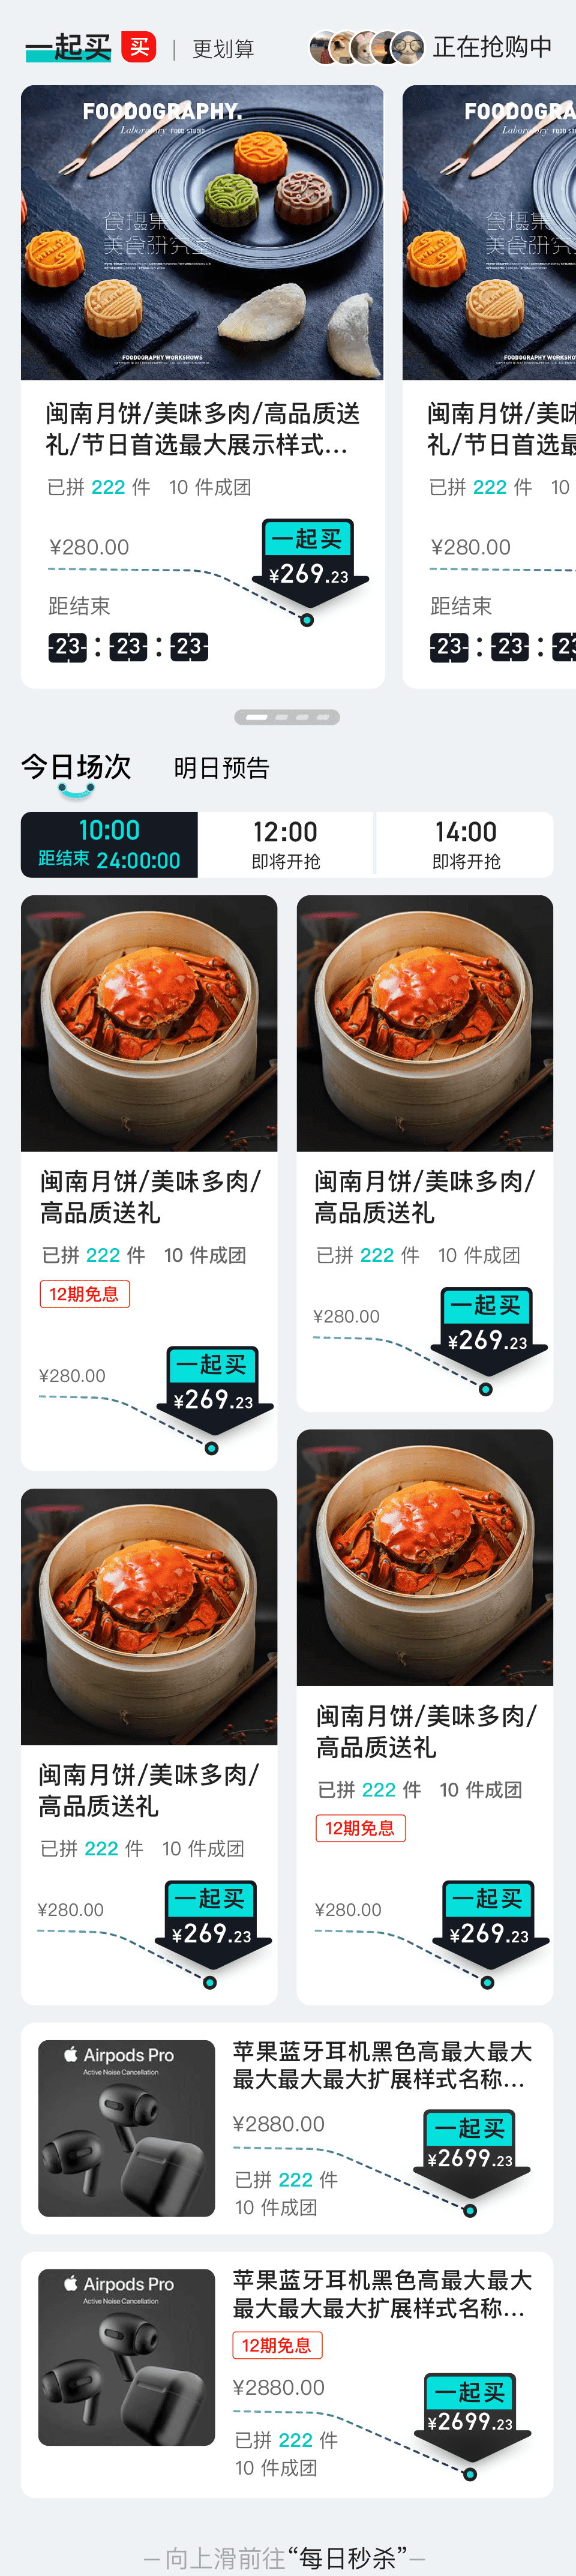 一起买 买 | 更划算 正在抢购中
FOODOGRAPHY.
Laboratory FOOD STUDIO
食摄集
美食研究室
FOODOGRAPHY WORKSHOPS
闽南月饼/美味多肉/高品质送
礼/节日首选最大展示样式...
已拼 222 件 10 件成团
¥280.00
一起买
¥269.23
距结束
23 : 23 : 23
FOODOGRA
Laboratory FOOD
食摄集
美食研究
FOODOGRAPHY WORKSH
闽南月饼/美味
礼/节日首选最
已拼 222 件 10
¥280.00
距结束
23 : 23 : 23
今日场次 明日预告
10:00
距结束 24:00:00
12:00
即将开抢
14:00
即将开抢
闽南月饼/美味多肉/
高品质送礼
已拼 222 件 10 件成团
12期免息
¥280.00
一起买
¥269.23
闽南月饼/美味多肉/
高品质送礼
已拼 222 件 10 件成团
¥280.00
一起买
¥269.23
闽南月饼/美味多肉/
高品质送礼
已拼 222 件 10 件成团
¥280.00
一起买
¥269.23
闽南月饼/美味多肉/
高品质送礼
已拼 222 件 10 件成团
12期免息
¥280.00
一起买
¥269.23
Airpods Pro
Active Noise Cancellation
苹果蓝牙耳机黑色高最大最大
最大最大最大扩展样式名称...
¥2880.00
一起买
¥2699.23
已拼 222 件
10 件成团
Airpods Pro
Active Noise Cancellation
苹果蓝牙耳机黑色高最大最大
最大最大最大扩展样式名称...
12期免息
¥2880.00
一起买
¥2699.23
已拼 222 件
10 件成团
— 向上滑前往“每日秒杀”—